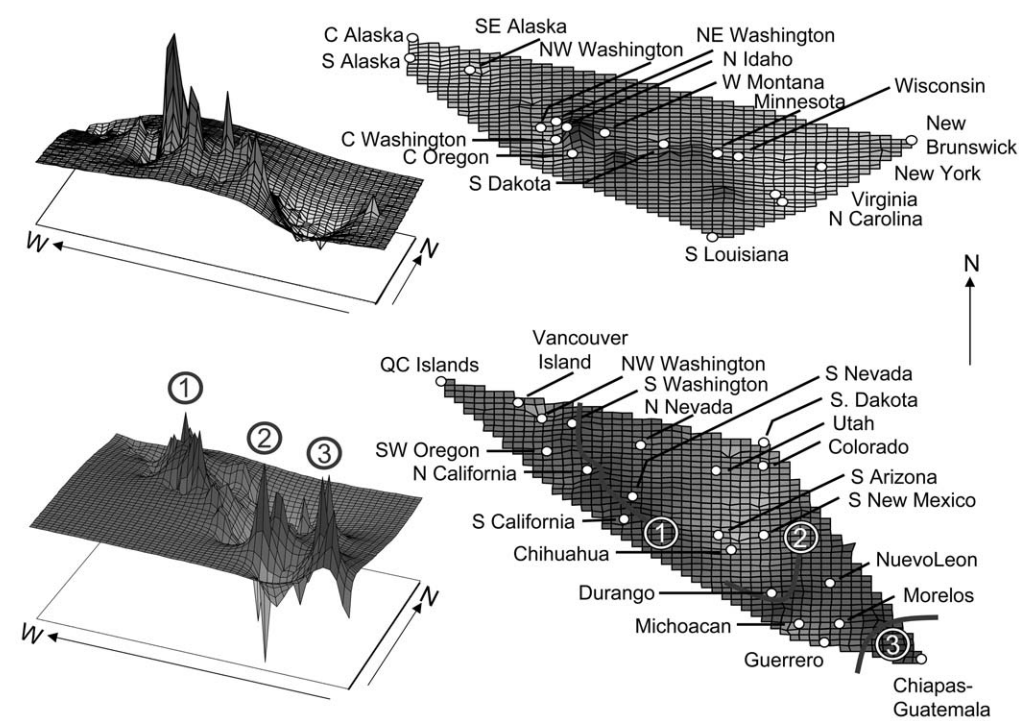 C Alaska
S Alaska
SE Alaska
NW Washington
NE Washington
N Idaho
W Montana
Minnesota
Wisconsin
C Washington
C Oregon
S Dakota
New
Brunswick
New York
Virginia
N Carolina
S Louisiana
W
N
N
1
2
3
W
N
QC Islands
Vancouver
Island
NW Washington
S Washington
N Nevada
S Nevada
S. Dakota
Utah
Colorado
SW Oregon
N California
S Arizona
S New Mexico
S California
1
2
Chihuahua
NuevoLeon
Durango
Morelos
Michoacan
3
Guerrero
Chiapas-
Guatemala